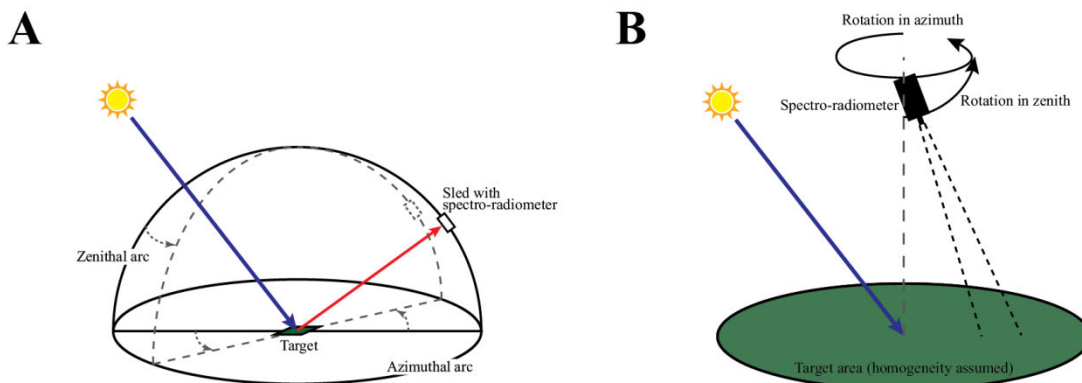 A
Zenithal arc
Sled with
spectro-radiometer
Target
Azimuthal arc
B
Rotation in azimuth
Spectro-radiometer
Rotation in zenith
Target area (homogeneity assumed)